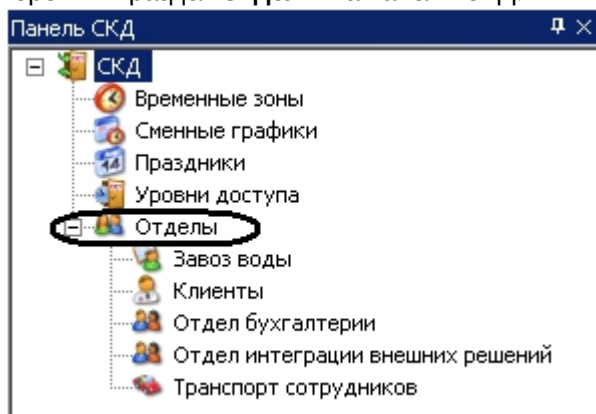 Панель СКД
СКД
Временные зоны
Сменные графики
Праздники
Уровни доступа
Отделы
Завоз воды
Клиенты
Отдел бухгалтерии
Отдел интеграции внешних решений
Транспорт сотрудников